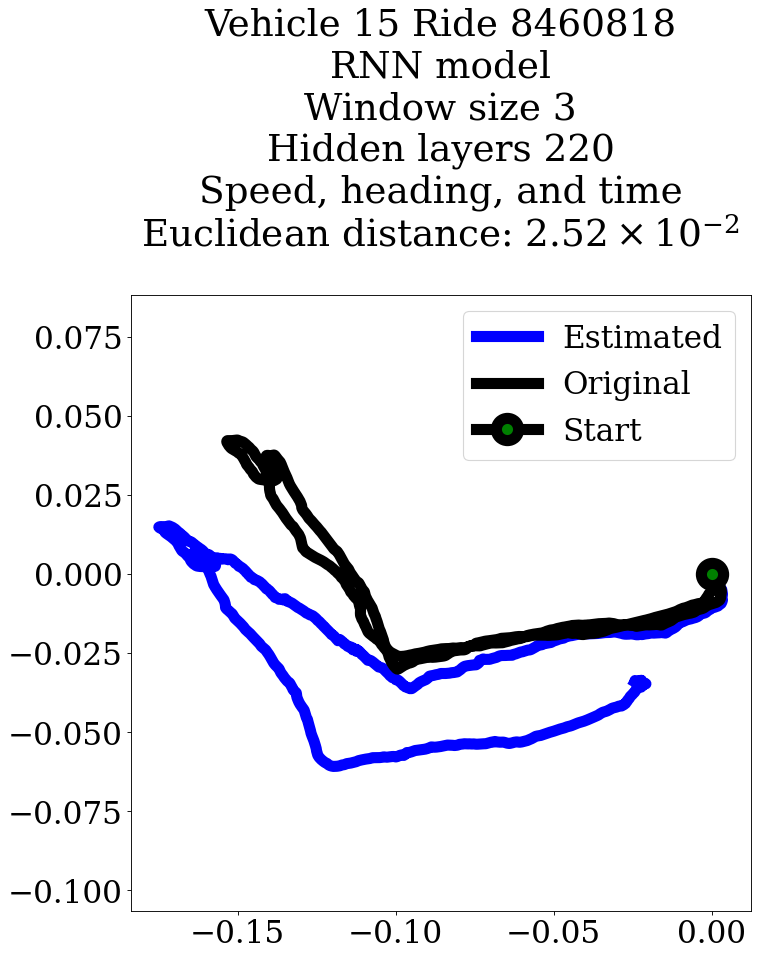 Vehicle 15 Ride 8460818
RNN model
Window size 3
Hidden layers 220
Speed, heading, and time
Euclidean distance: 2.52 × 10⁻²
Estimated
Original
Start
0.075
0.050
0.025
0.000
−0.025
−0.050
−0.075
−0.100
−0.15 −0.10 −0.05 0.00